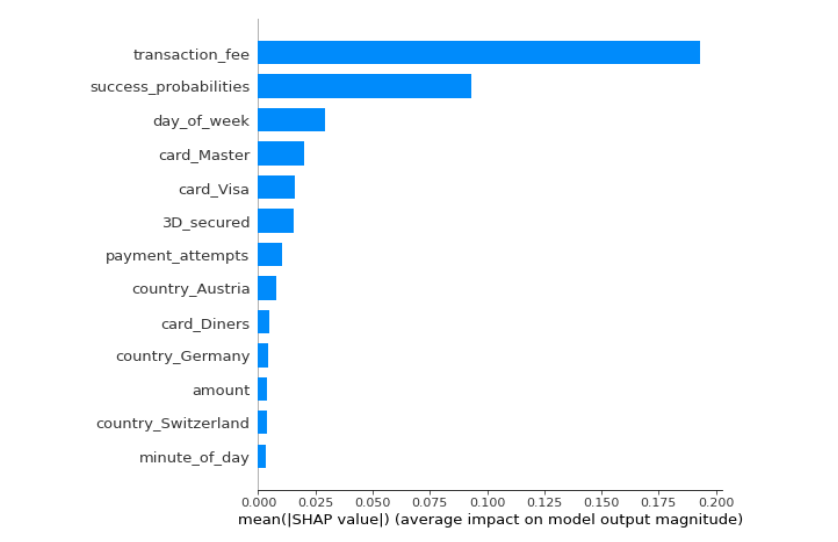 transaction_fee
success_probabilities
day_of_week
card_Master
card_Visa
3D_secured
payment_attempts
country_Austria
card_Diners
country_Germany
amount
country_Switzerland
minute_of_day
0.000 0.025 0.050 0.075 0.100 0.125 0.150 0.175 0.200
mean(|SHAP value|) (average impact on model output magnitude)